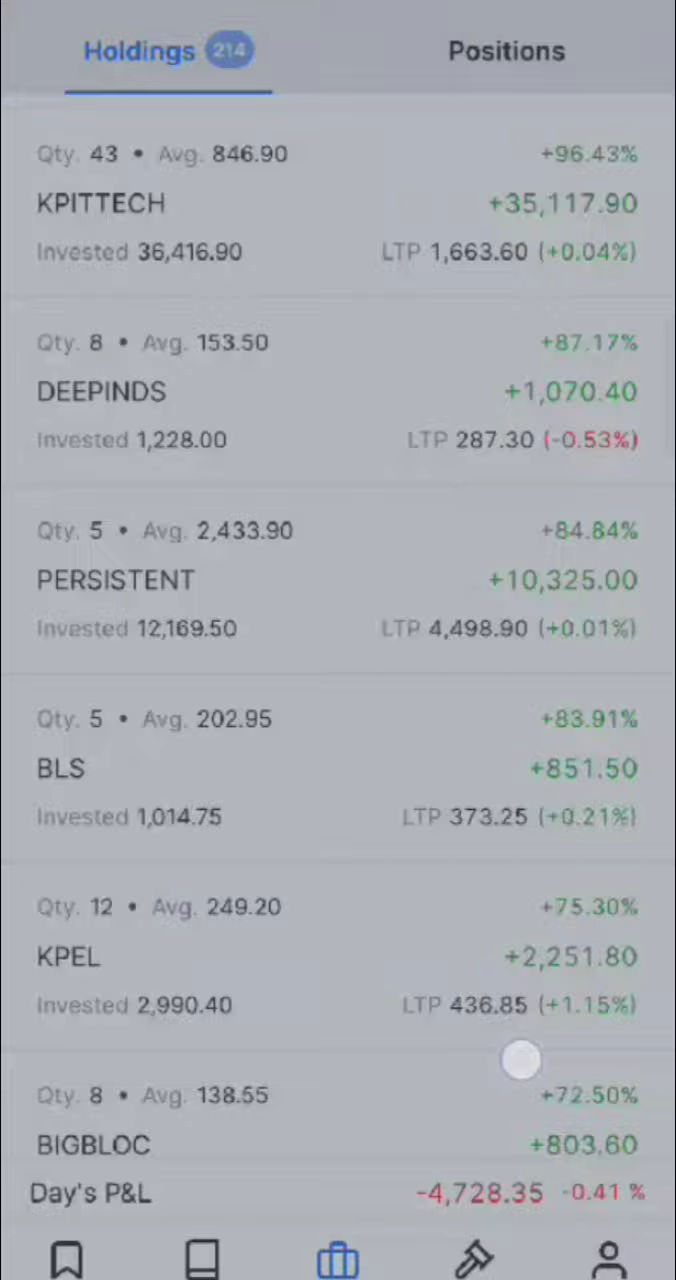 Holdings 214 Positions
Qty. 43 • Avg. 846.90 +96.43%
KPITTECH +35,117.90
Invested 36,416.90 LTP 1,663.60 (+0.04%)
Qty. 8 • Avg. 153.50 +87.17%
DEEPINDS +1,070.40
Invested 1,228.00 LTP 287.30 (-0.53%)
Qty. 5 • Avg. 2,433.90 +84.84%
PERSISTENT +10,325.00
Invested 12,169.50 LTP 4,498.90 (+0.01%)
Qty. 5 • Avg. 202.95 +83.91%
BLS +851.50
Invested 1,014.75 LTP 373.25 (+0.21%)
Qty. 12 • Avg. 249.20 +75.30%
KPEL +2,251.80
Invested 2,990.40 LTP 436.85 (+1.15%)
Qty. 8 • Avg. 138.55 +72.50%
BIGBLOC +803.60
Day's P&L -4,728.35 -0.41 %